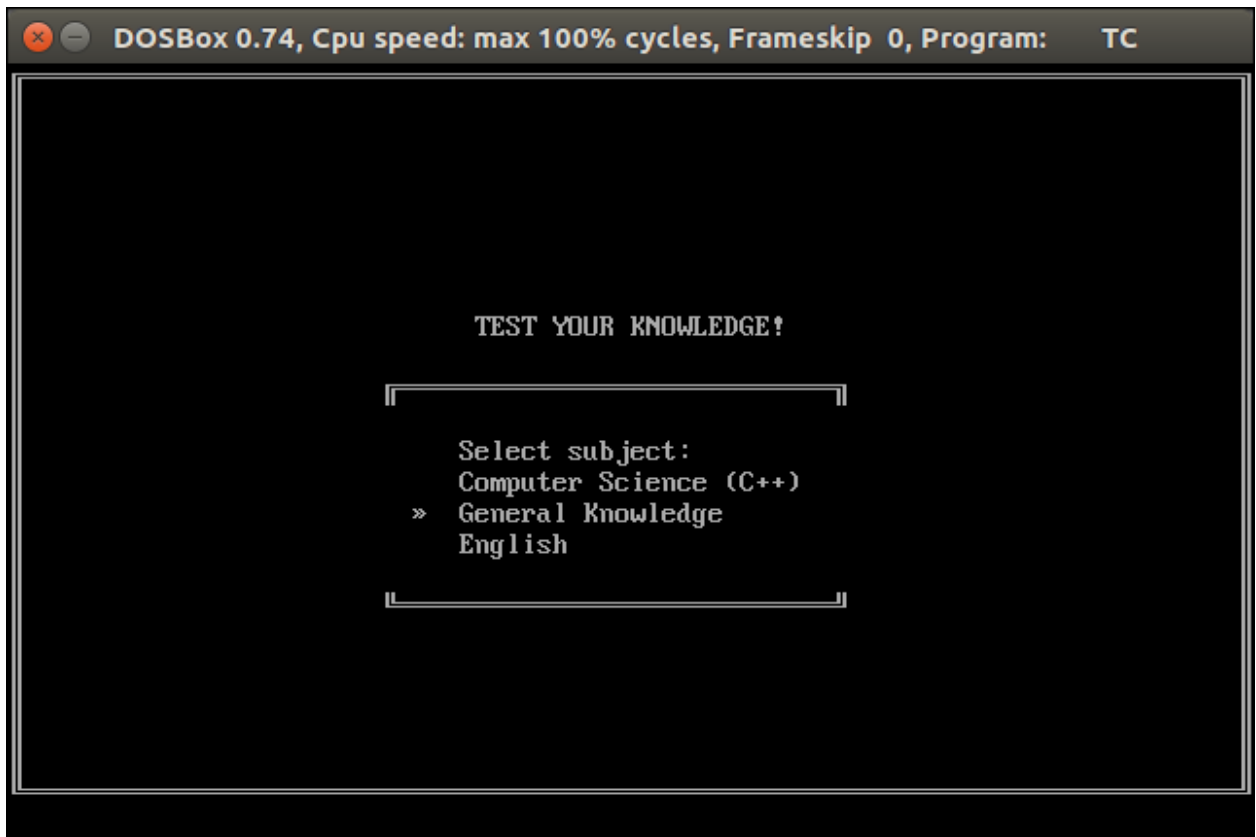 DOSBox 0.74, Cpu speed: max 100% cycles, Frameskip 0, Program: TC
TEST YOUR KNOWLEDGE!
Select subject:
Computer Science (C++)
» General Knowledge
English